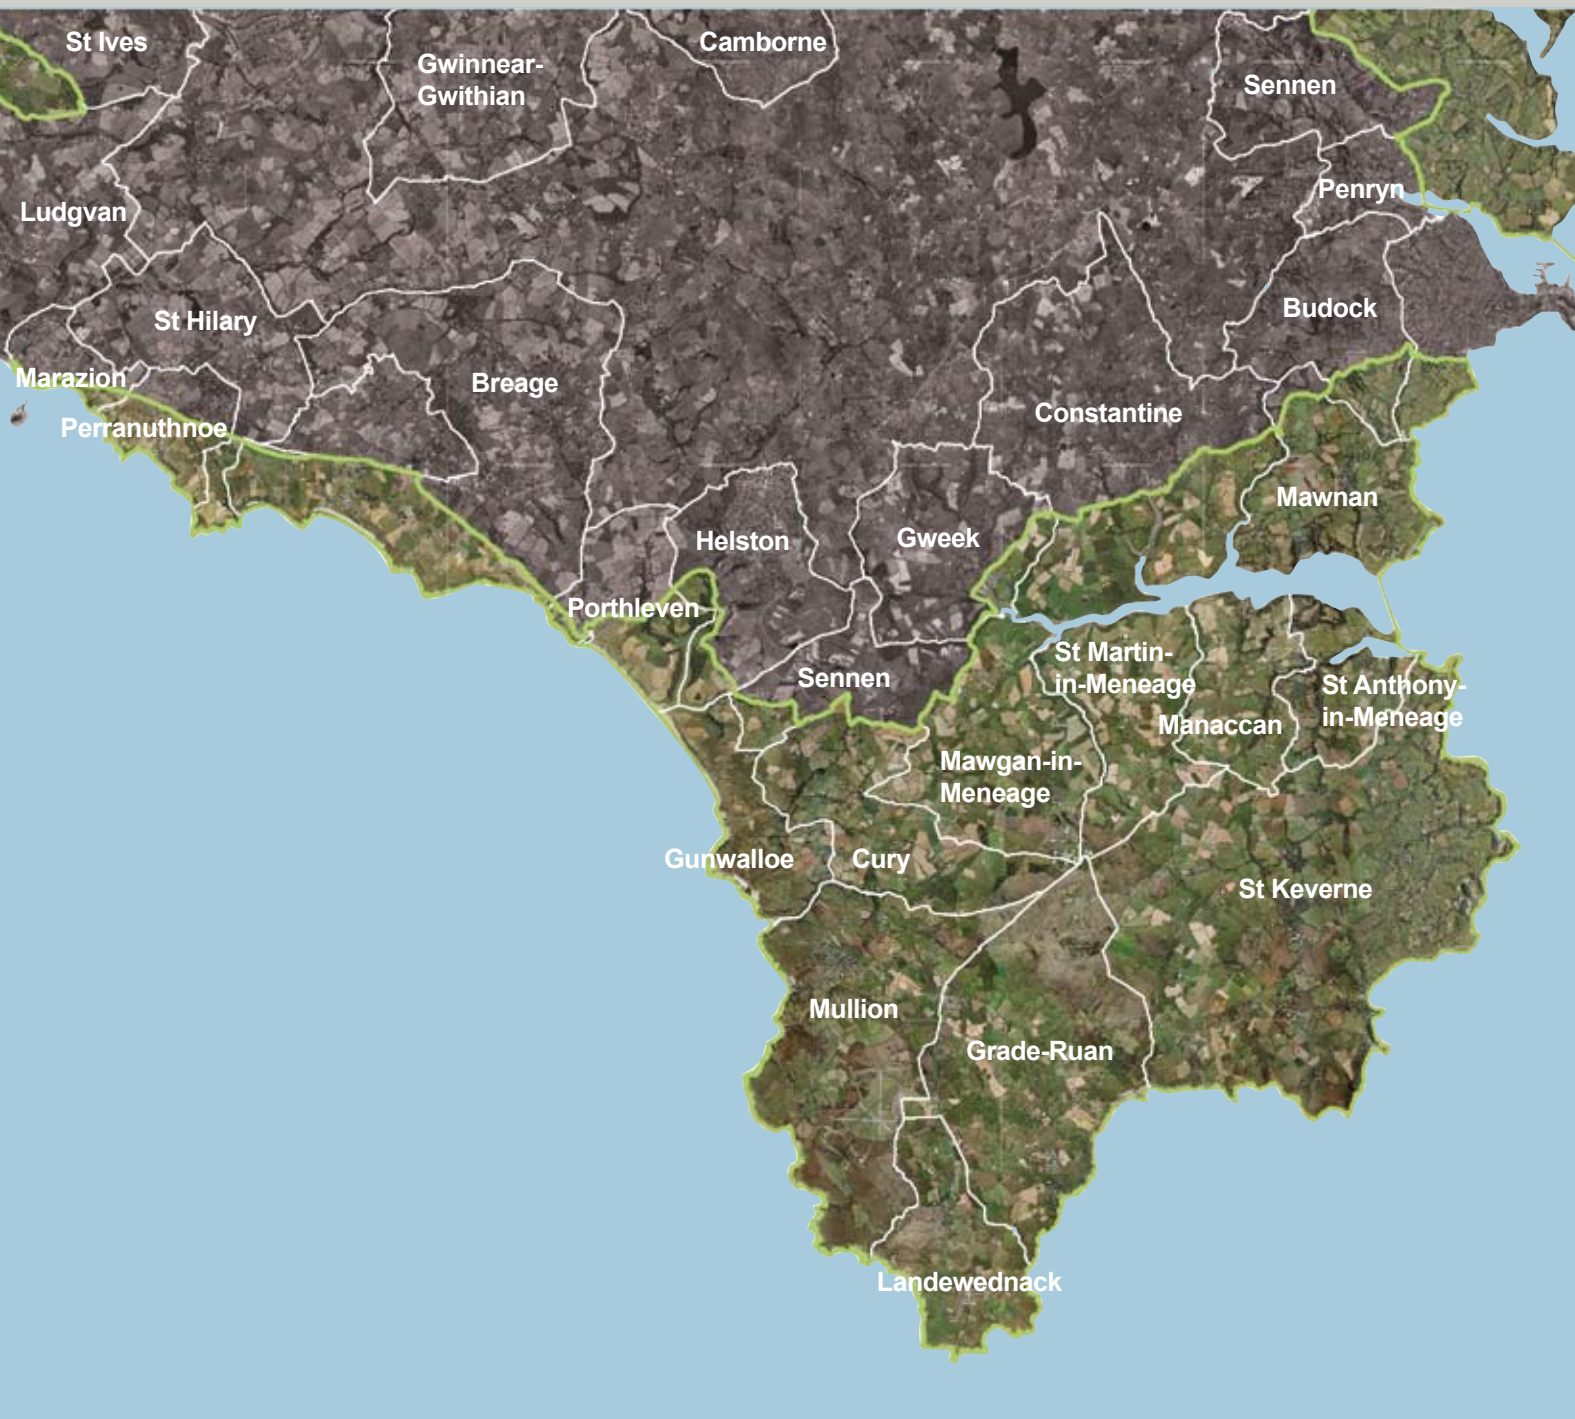 St Ives
Camborne
Gwinnear-
Gwithian
Sennen
Penryn
Ludgvan
Budock
St Hilary
Marazion
Breage
Constantine
Perranuthnoe
Mawnan
Gweek
Helston
Porthleven
St Martin-
in-Meneage
Sennen
St Anthony-
in-Meneage
Manaccan
Mawgan-in-
Meneage
Gunwalloe
Cury
St Keverne
Mullion
Grade-Ruan
Landewednack